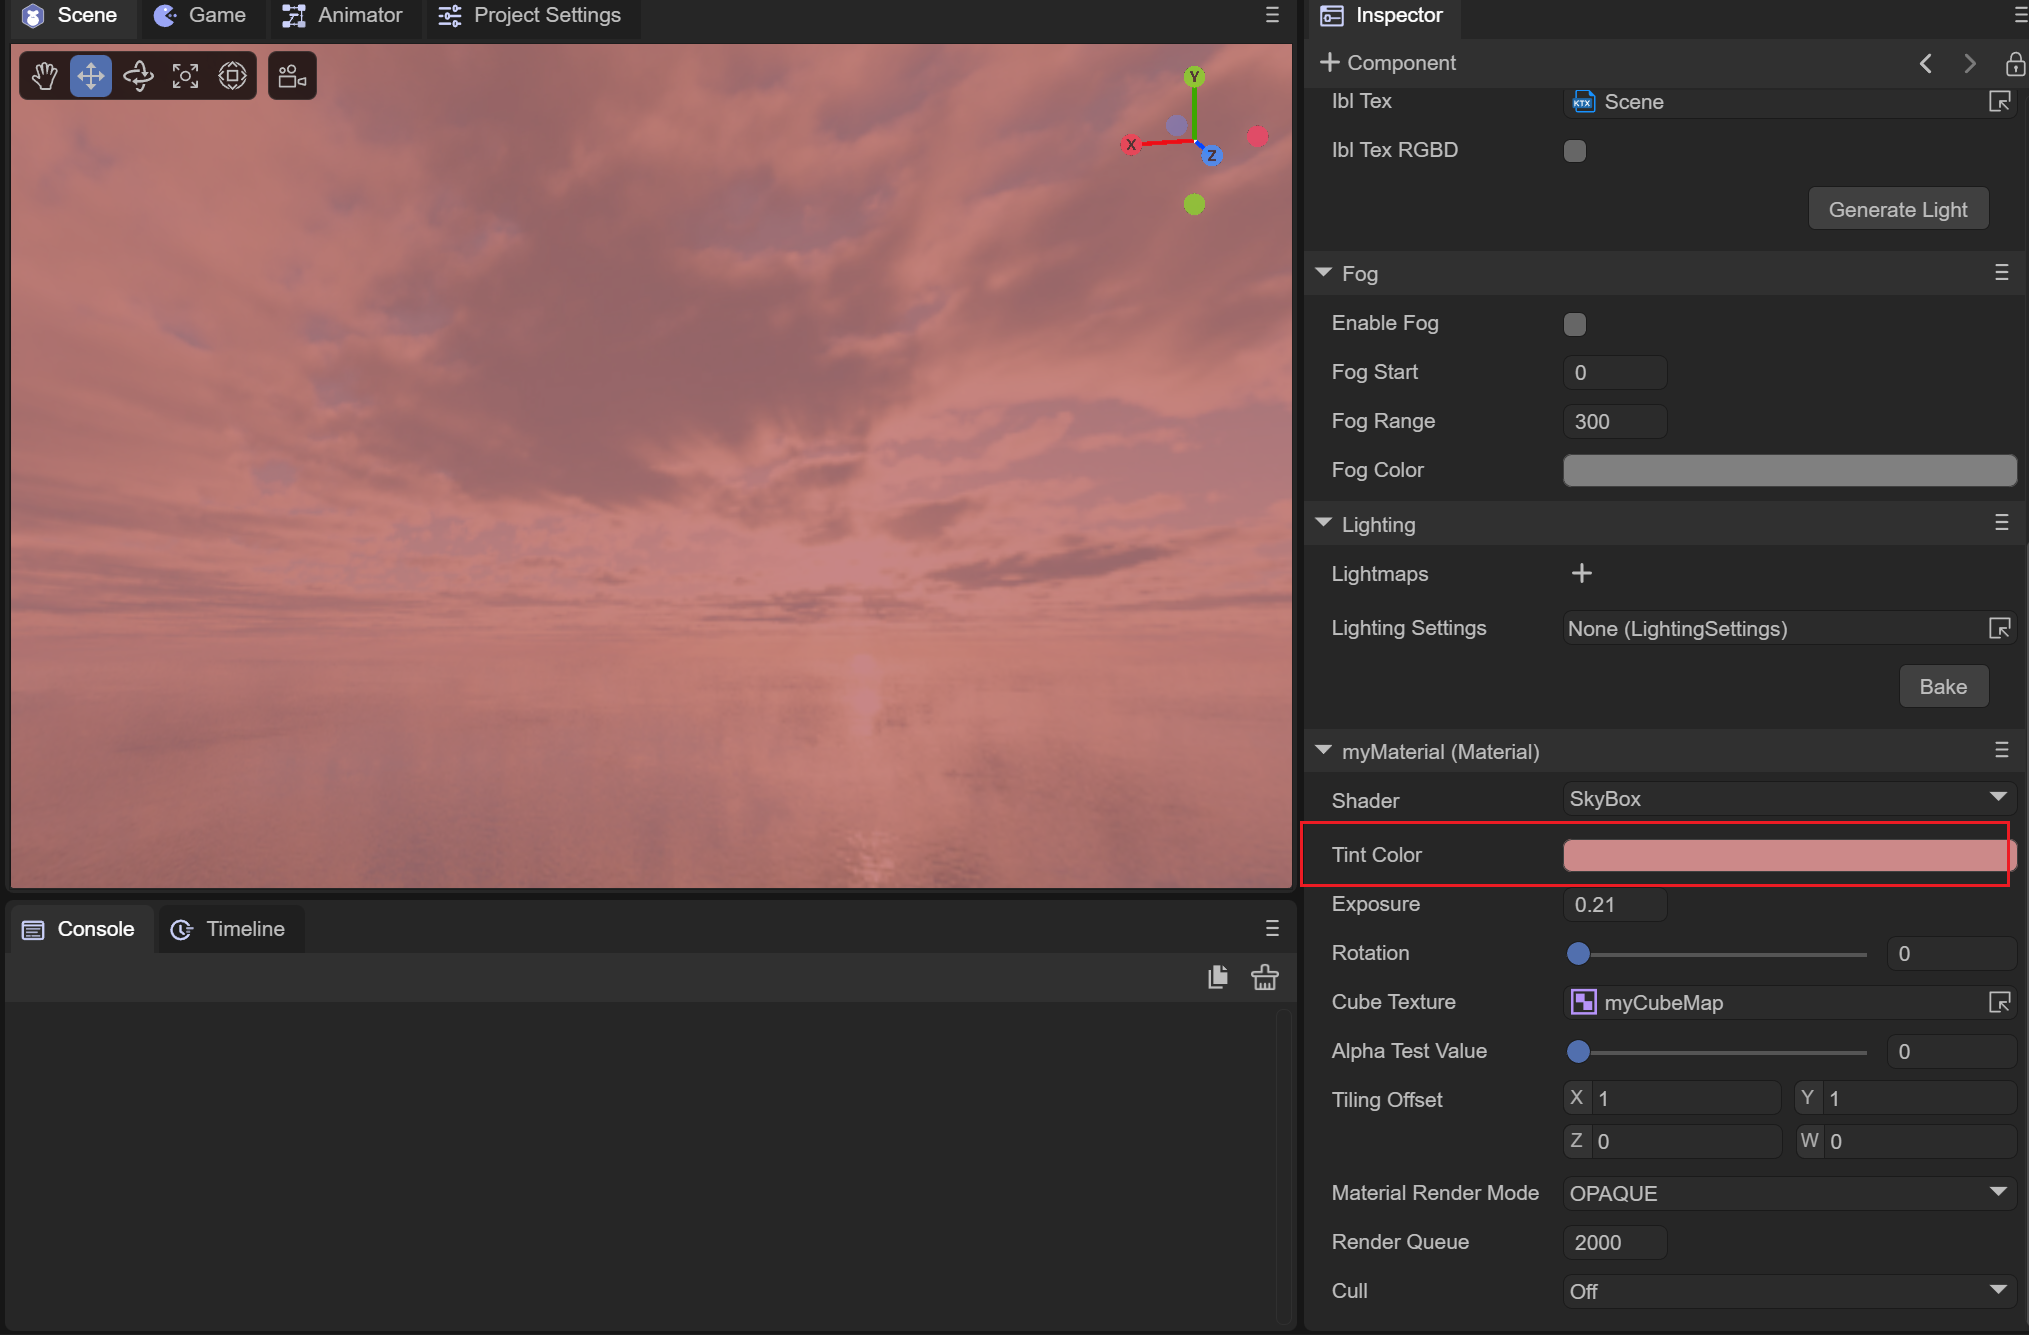 Scene Game Animator Project Settings
Y
X
Z
Console Timeline
Inspector
Component
Ibl Tex KTX Scene
Ibl Tex RGBD
Generate Light
Fog
Enable Fog
Fog Start 0
Fog Range 300
Fog Color
Lighting
Lightmaps
Lighting Settings None (LightingSettings)
Bake
myMaterial (Material)
Shader SkyBox
Tint Color
Exposure 0.21
Rotation 0
Cube Texture myCubeMap
Alpha Test Value 0
Tiling Offset X 1 Y 1
Z 0 W 0
Material Render Mode OPAQUE
Render Queue 2000
Cull Off